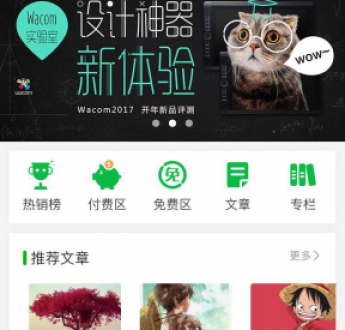 Wacom
实验室
设计神器
新体验
WOW~
wacom
Wacom2017 开年新品评测
热销榜
付费区
免
免费区
文章
专栏
推荐文章
更多